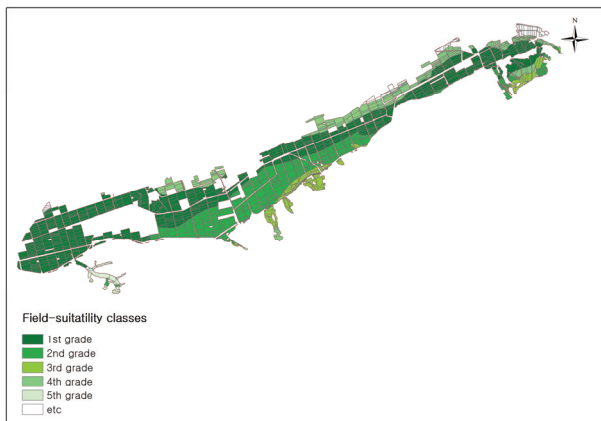 N
Field-suitatility classes
1st grade
2nd grade
3rd grade
4th grade
5th grade
etc